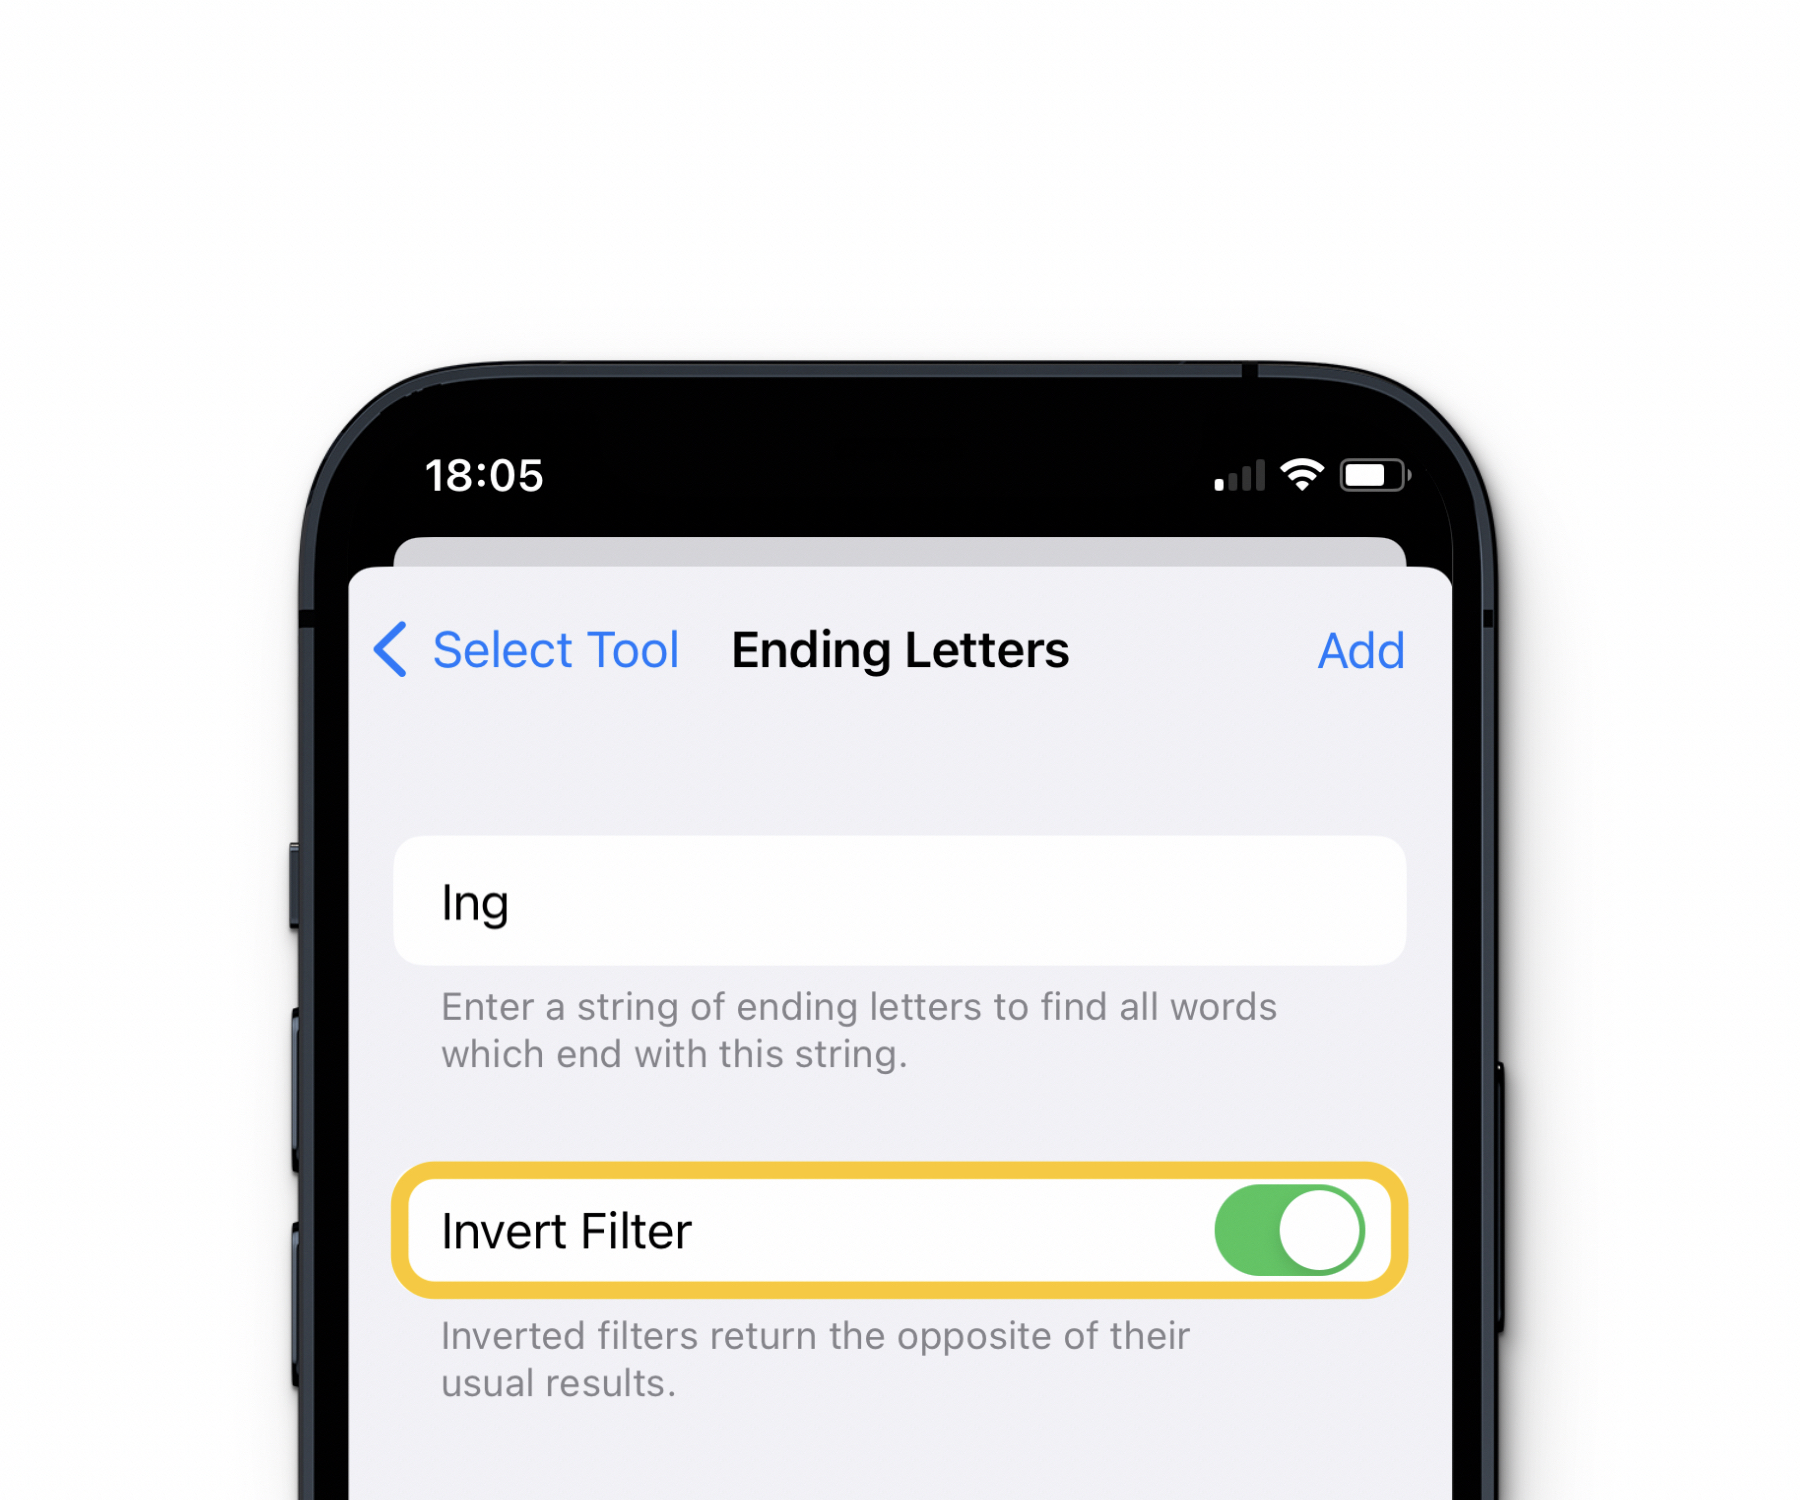 18:05
Select Tool
Ending Letters
Add
Ing
Enter a string of ending letters to find all words
which end with this string.
Invert Filter
Inverted filters return the opposite of their
usual results.